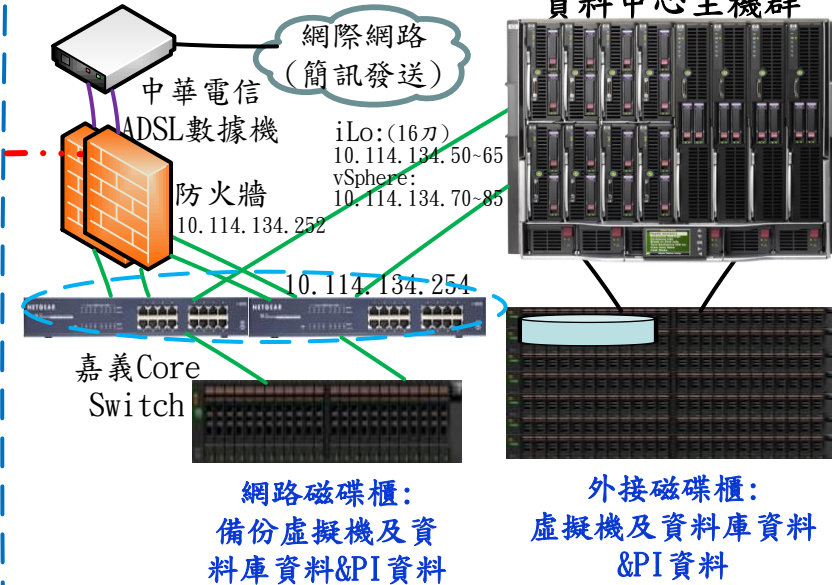 資料中心主機群
網際網路
(簡訊發送)
中華電信
ADSL數據機
iLo:(16刀)
10.114.134.50~65
vSphere:
10.114.134.70~85
防火牆
10.114.134.252
10.114.134.254
NETGEAR
NETGEAR
嘉義Core
Switch
網路磁碟櫃:
備份虛擬機及資
料庫資料&PI資料
外接磁碟櫃:
虛擬機及資料庫資料
&PI資料